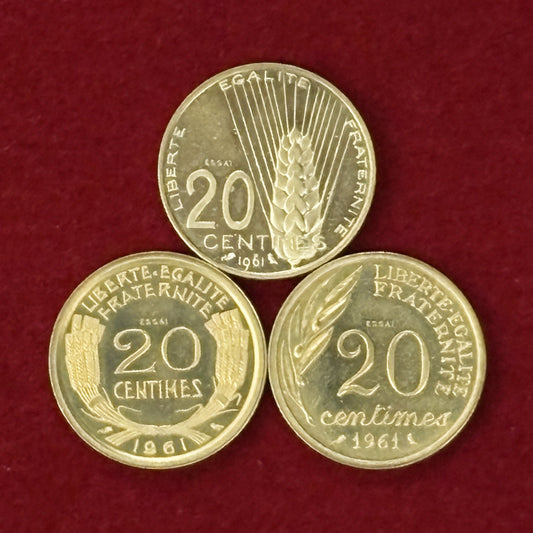 LIBERTE EGALITE FRATERNITE
ESSAI
20
CENTIMES
1961
LIBERTE·EGALITE
FRATERNITE
ESSAI
20
CENTIMES
1961
LIBERTE·EGALITE
FRATERNITE
ESSAI
20
centimes
1961